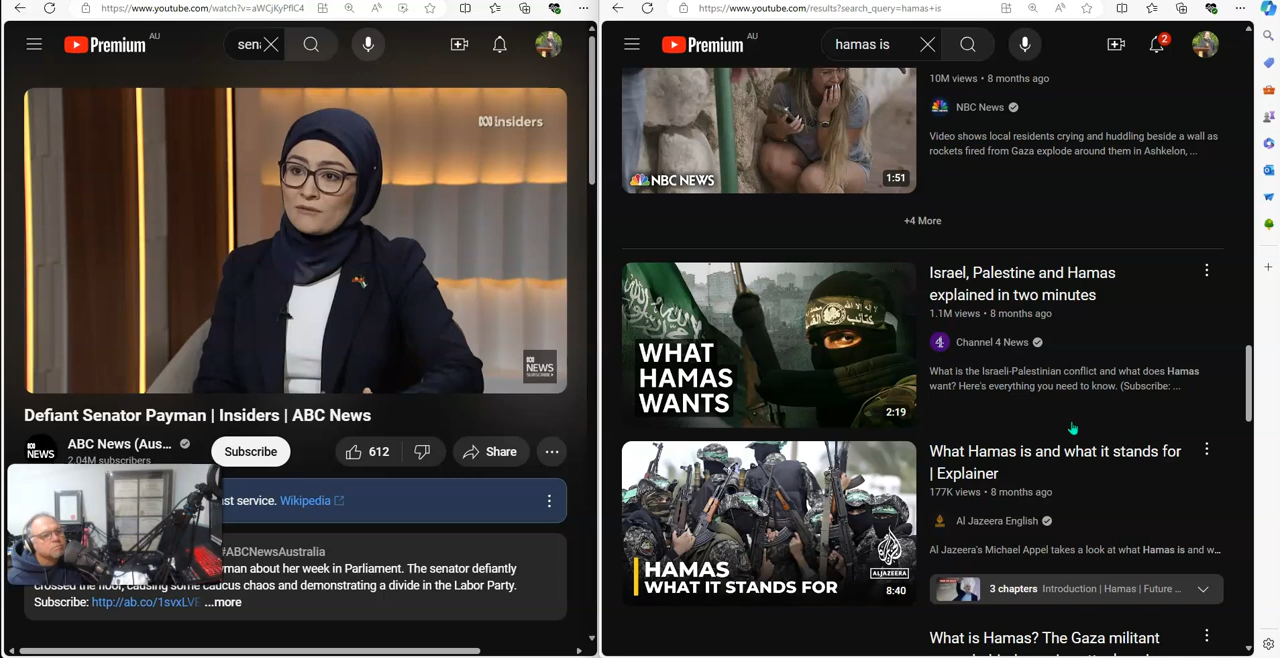 https://www.youtube.com/watch?v=aWCjKyPflC4
Premium AU
sen
insiders
NEWS
SUBSCRIBE
Defiant Senator Payman | Insiders | ABC News
NEWS
ABC News (Aus...
2.04M subscribers
Subscribe
612
Share
ast service. Wikipedia
#ABCNewsAustralia
yman about her week in Parliament. The senator defiantly
crossed the floor, causing some caucus chaos and demonstrating a divide in the Labor Party.
Subscribe: http://ab.co/1svxLVE ...more
https://www.youtube.com/results?search_query=hamas+is
Premium AU
hamas is
2
NBC NEWS
1:51
10M views • 8 months ago
NBC News
Video shows local residents crying and huddling beside a wall as
rockets fired from Gaza explode around them in Ashkelon, ...
+4 More
WHAT
HAMAS
WANTS
2:19
Israel, Palestine and Hamas
explained in two minutes
1.1M views • 8 months ago
4
Channel 4 News
What is the Israeli-Palestinian conflict and what does Hamas
want? Here's everything you need to know. (Subscribe: ...
HAMAS
WHAT IT STANDS FOR
ALJAZEERA
8:40
What Hamas is and what it stands for
| Explainer
177K views • 8 months ago
Al Jazeera English
Al Jazeera's Michael Appel takes a look at what Hamas is and w...
3 chapters Introduction | Hamas | Future ...
What is Hamas? The Gaza militant